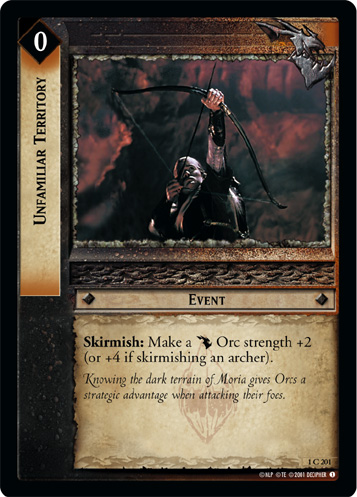 0
UNFAMILIAR TERRITORY
EVENT
Skirmish: Make a Orc strength +2
(or +4 if skirmishing an archer).
Knowing the dark terrain of Moria gives Orcs a
strategic advantage when attacking their foes.
1 C 201
©NLP ©TE ©2001 DECIPHER